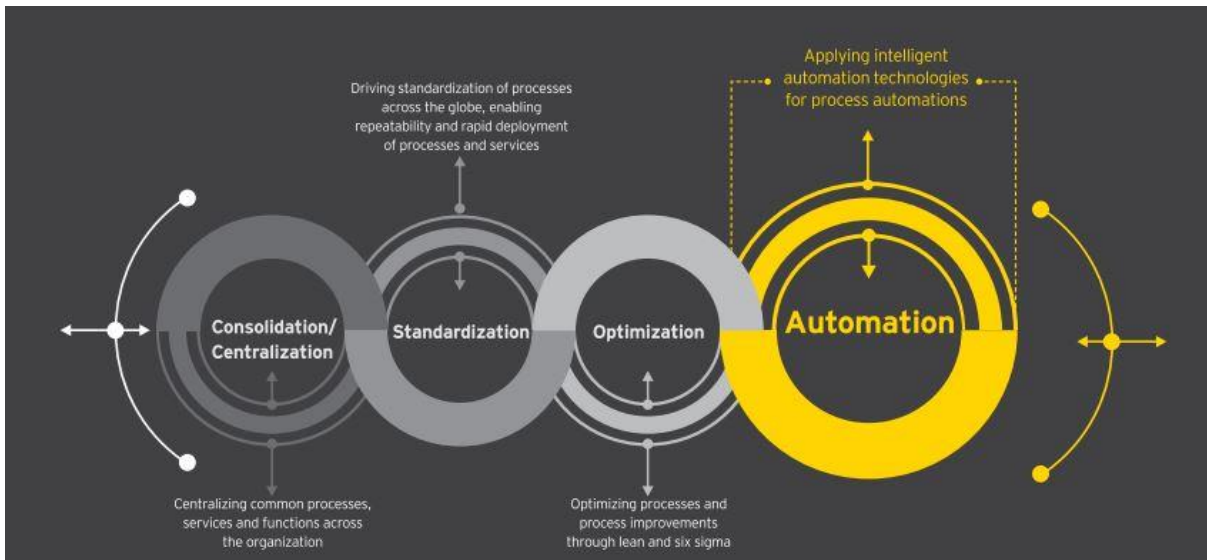 Applying intelligent
automation technologies
for process automations
Driving standardization of processes
across the globe, enabling
repeatability and rapid deployment
of processes and services
Consolidation/
Centralization
Standardization
Optimization
Automation
Centralizing common processes,
services and functions across
the organization
Optimizing processes and
process improvements
through lean and six sigma